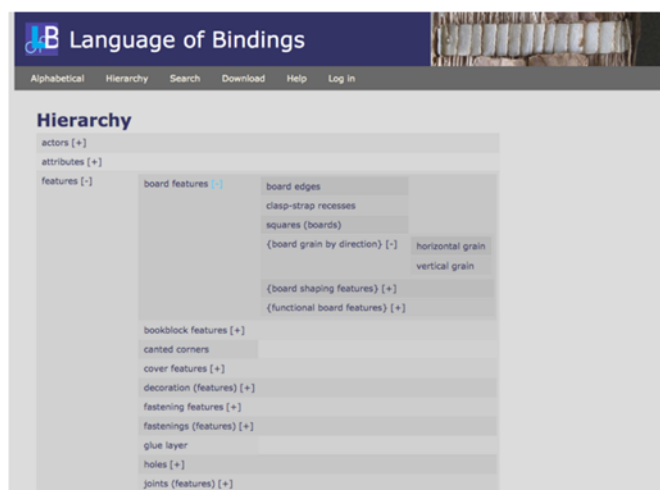 LoB Language of Bindings
Alphabetical Hierarchy Search Download Help Log in
Hierarchy
actors [+]
attributes [+]
features [-] board features [-] board edges
clasp-strap recesses
squares (boards)
{board grain by direction} [-] horizontal grain
vertical grain
{board shaping features} [+]
{functional board features} [+]
bookblock features [+]
canted corners
cover features [+]
decoration (features) [+]
fastening features [+]
fastenings (features) [+]
glue layer
holes [+]
joints (features) [+]